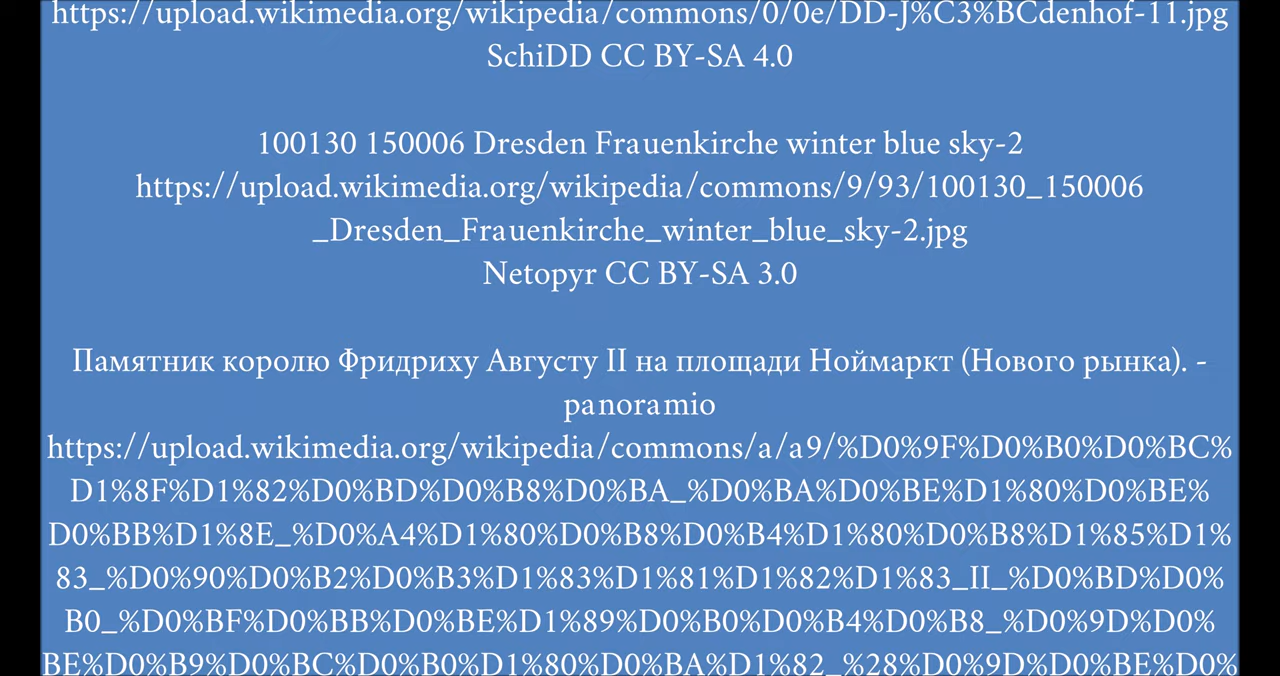 https://upload.wikimedia.org/wikipedia/commons/0/0e/DD-J%C3%BCdenhof-11.jpg
SchiDD CC BY-SA 4.0
100130 150006 Dresden Frauenkirche winter blue sky-2
https://upload.wikimedia.org/wikipedia/commons/9/93/100130_150006
_Dresden_Frauenkirche_winter_blue_sky-2.jpg
Netopyr CC BY-SA 3.0
Памятник королю Фридриху Августу II на площади Ноймаркт (Нового рынка). -
panoramio
https://upload.wikimedia.org/wikipedia/commons/a/a9/%D0%9F%D0%B0%D0%BC%
D1%8F%D1%82%D0%BD%D0%B8%D0%BA_%D0%BA%D0%BE%D1%80%D0%BE%
D0%BB%D1%8E_%D0%A4%D1%80%D0%B8%D0%B4%D1%80%D0%B8%D1%85%D1%
83_%D0%90%D0%B2%D0%B3%D1%83%D1%81%D1%82%D1%83_II_%D0%BD%D0%
B0_%D0%BF%D0%BB%D0%BE%D1%89%D0%B0%D0%B4%D0%B8_%D0%9D%D0%
BE%D0%B9%D0%BC%D0%B0%D1%80%D0%BA%D1%82_%28%D0%9D%D0%BE%D0%